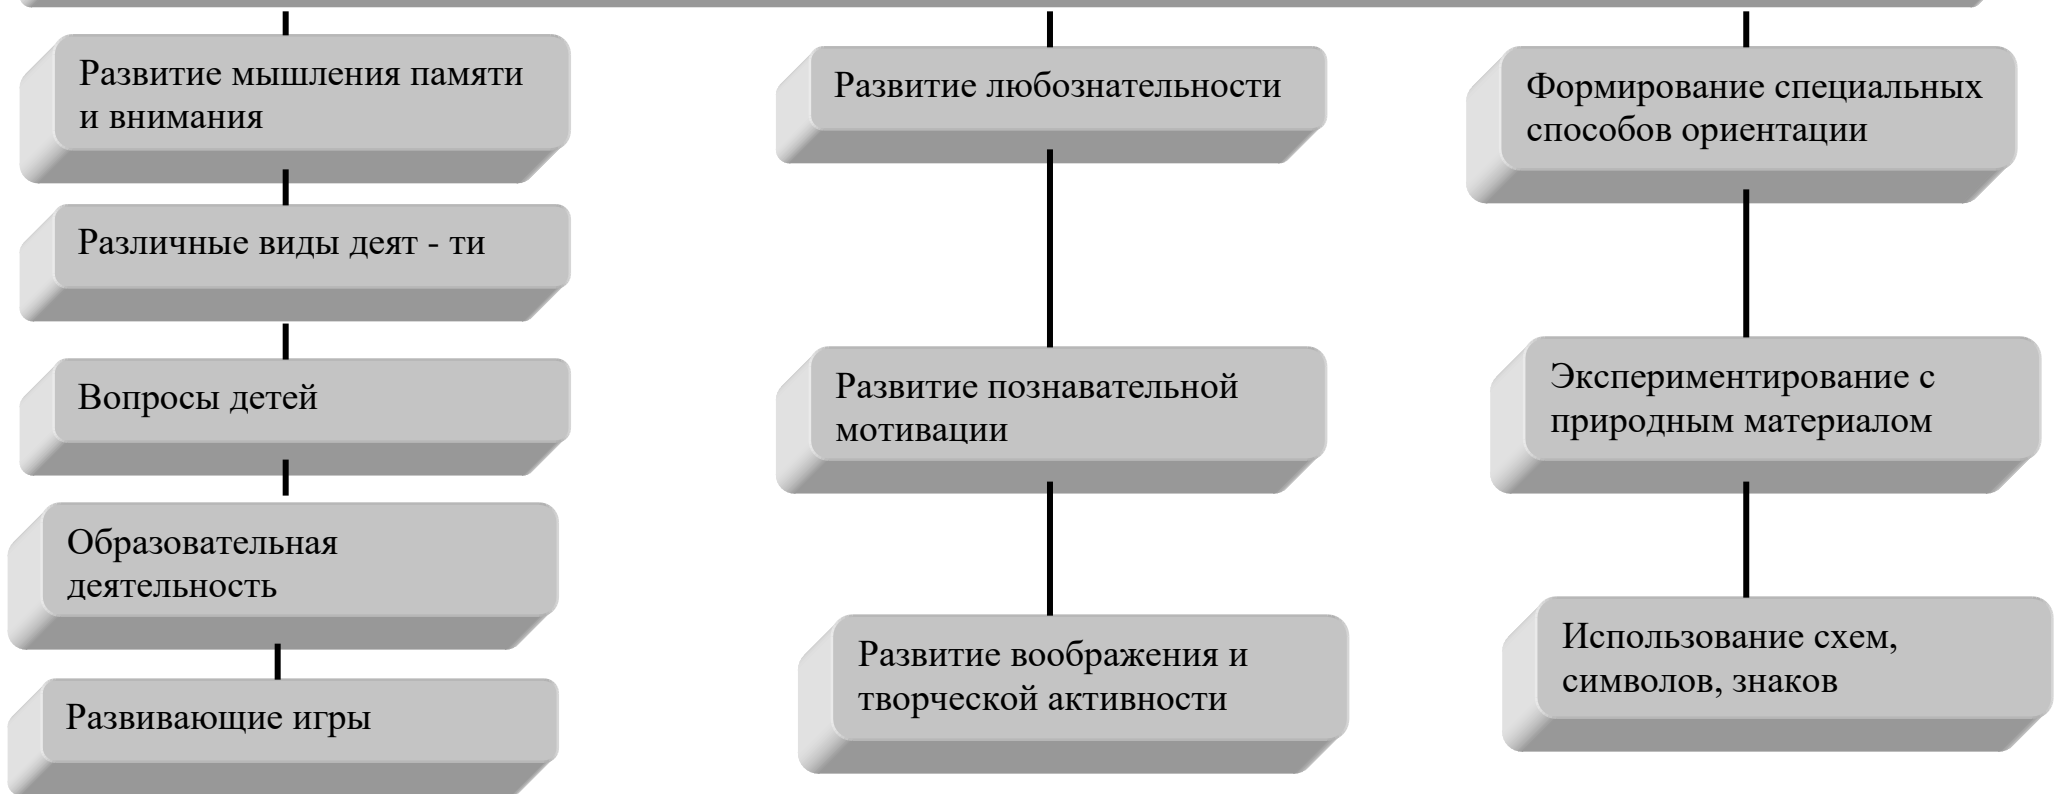 Развитие мышления памяти
и внимания
Различные виды деят - ти
Вопросы детей
Образовательная
деятельность
Развивающие игры
Развитие любознательности
Развитие познавательной
мотивации
Развитие воображения и
творческой активности
Формирование специальных
способов ориентации
Экспериментирование с
природным материалом
Использование схем,
символов, знаков